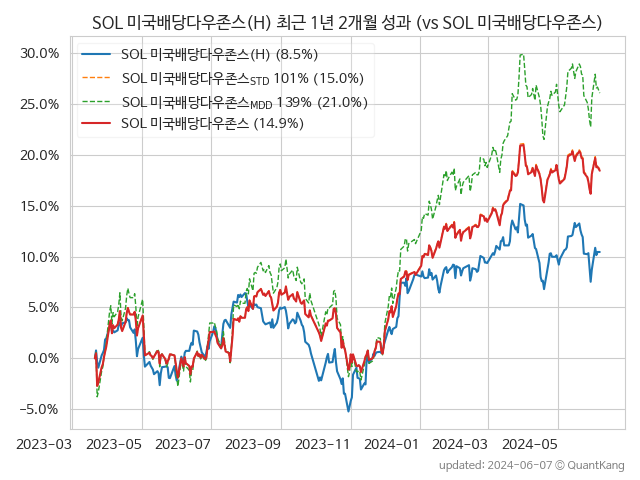 SOL 미국배당다우존스(H) 최근 1년 2개월 성과 (vs SOL 미국배당다우존스)
SOL 미국배당다우존스(H) (8.5%)
SOL 미국배당다우존스STD 101% (15.0%)
SOL 미국배당다우존스MDD 139% (21.0%)
SOL 미국배당다우존스 (14.9%)
30.0%
25.0%
20.0%
15.0%
10.0%
5.0%
0.0%
−5.0%
2023-03 2023-05 2023-07 2023-09 2023-11 2024-01 2024-03 2024-05
updated: 2024-06-07 © QuantKang